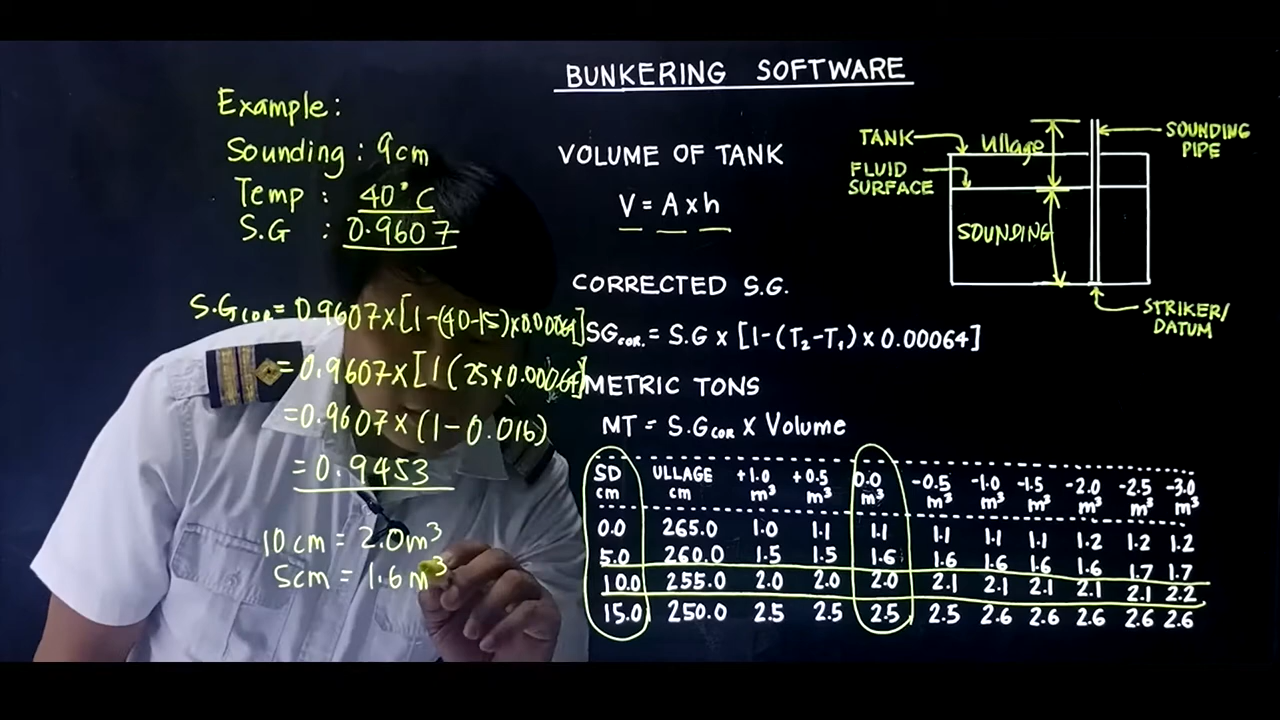 BUNKERING SOFTWARE
Example:
Sounding : 9cm
Temp : 40°C
S.G : 0.9607
S.Gcor= 0.9607×[1-(40-15)×0.00064]
= 0.9607×[1(25×0.00064]
=0.9607×(1-0.016)
= 0.9453
10 cm = 2.0m³
5cm = 1.6m³
VOLUME OF TANK
V = A x h
CORRECTED S.G.
SGcor. = S.G x [1-(T₂-T₁) x 0.00064]
METRIC TONS
MT = S.Gcor x Volume
TANK
FLUID SURFACE
Ullage
SOUNDING
SOUNDING PIPE
STRIKER/
DATUM
SD ULLAGE +1.0 +0.5 0.0 -0.5 -1.0 -1.5 -2.0 -2.5 -3.0
cm cm m³ m³ m³ m³ m³ m³ m³ m³ m³
0.0 265.0 1.0 1.1 1.1 1.1 1.1 1.1 1.2 1.2 1.2
5.0 260.0 1.5 1.5 1.6 1.6 1.6 1.6 1.6 1.7 1.7
10.0 255.0 2.0 2.0 2.0 2.1 2.1 2.1 2.1 2.1 2.2
15.0 250.0 2.5 2.5 2.5 2.5 2.6 2.6 2.6 2.6 2.6